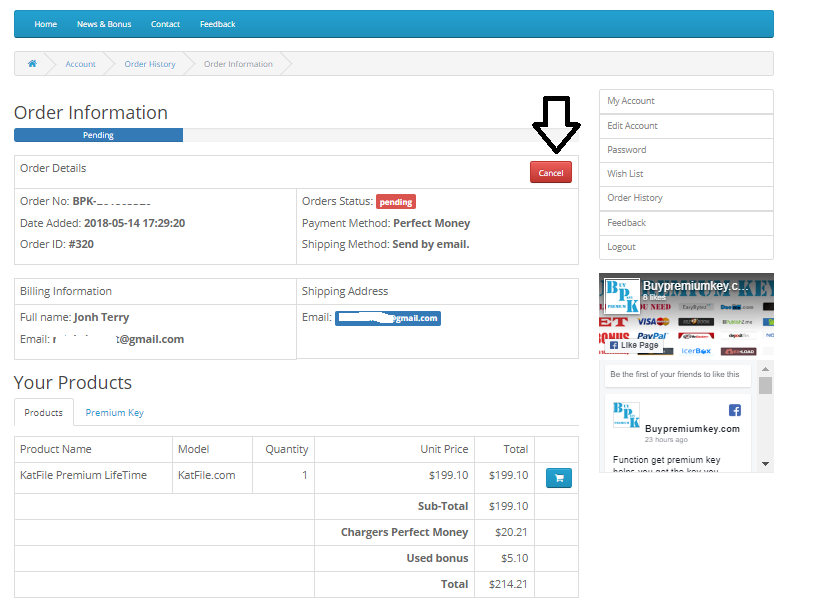 Home News & Bonus Contact Feedback
Account Order History Order Information
Order Information
Pending
Order Details
Cancel
Order No: BPK-
Orders Status: pending
Date Added: 2018-05-14 17:29:20
Payment Method: Perfect Money
Order ID: #320
Shipping Method: Send by email.
Billing Information
Shipping Address
Full name: Jonh Terry
Email: @gmail.com
Email: @gmail.com
Your Products
Products Premium Key
Product Name Model Quantity Unit Price Total
KatFile Premium LifeTime KatFile.com 1 $199.10 $199.10
Sub-Total $199.10
Chargers Perfect Money $20.21
Used bonus $5.10
Total $214.21
My Account
Edit Account
Password
Wish List
Order History
Feedback
Logout
Buypremiumkey.c...
8 likes
BPK
PREMIUM
VISA
PayPal
IcerBox
Like Page
Be the first of your friends to like this
Buypremiumkey.com
23 hours ago
Function get premium key
helps you get the key you